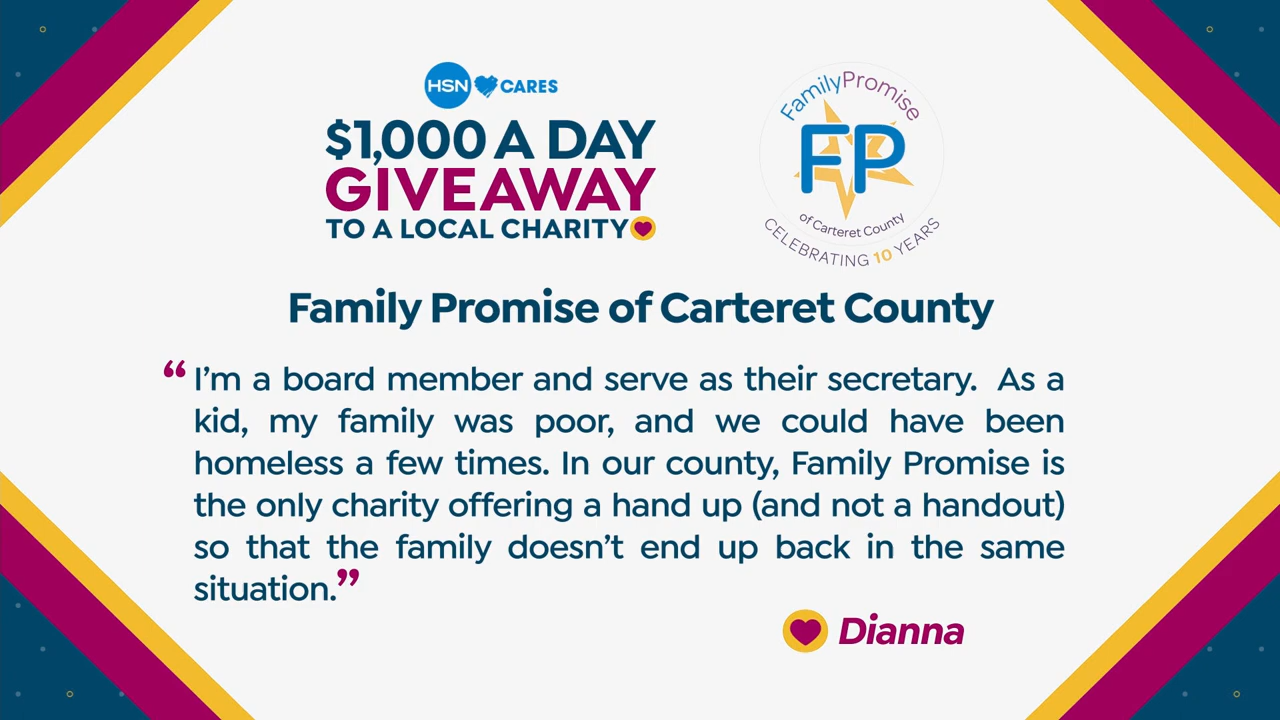 HSN CARES
$1,000 A DAY
GIVEAWAY
TO A LOCAL CHARITY
FamilyPromise
FP
of Carteret County
CELEBRATING 10 YEARS
Family Promise of Carteret County
“I’m a board member and serve as their secretary.  As a
kid, my family was poor, and we could have been
homeless a few times. In our county, Family Promise is
the only charity offering a hand up (and not a handout)
so that the family doesn’t end up back in the same
situation.”
Dianna